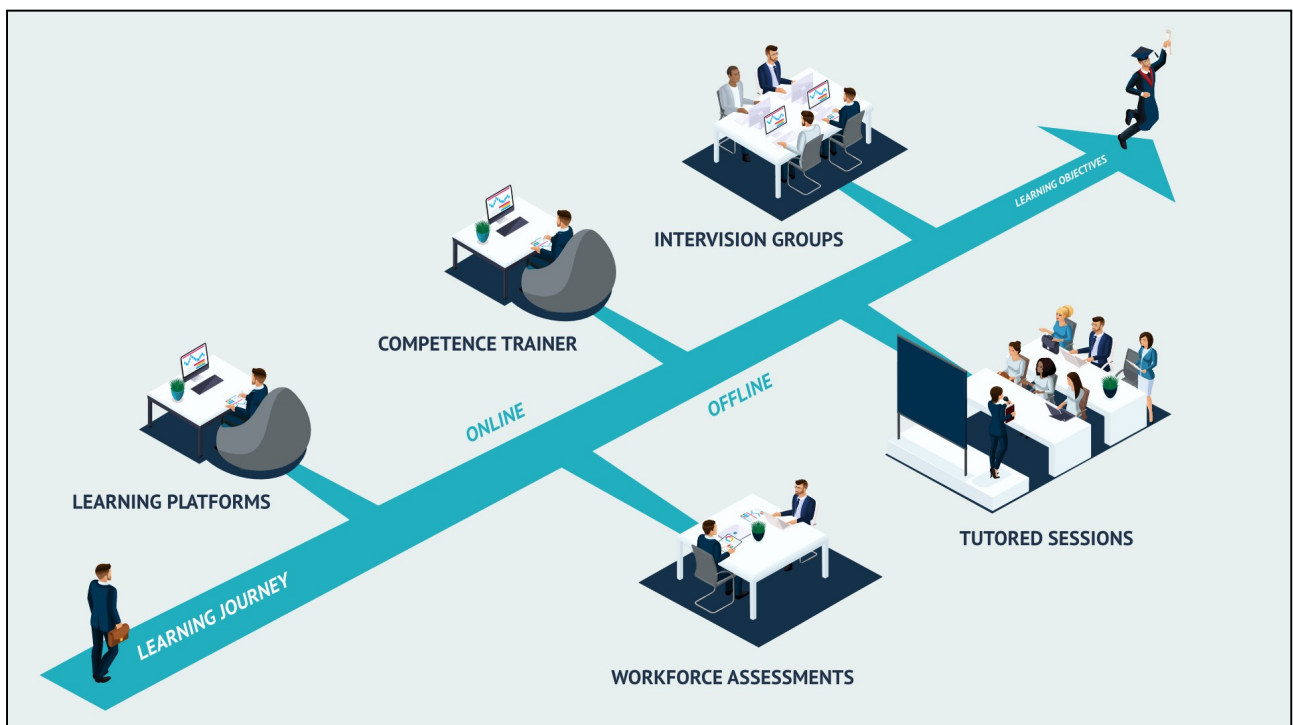 INTERVISION GROUPS
LEARNING OBJECTIVES
COMPETENCE TRAINER
ONLINE
OFFLINE
LEARNING PLATFORMS
TUTORED SESSIONS
LEARNING JOURNEY
WORKFORCE ASSESSMENTS